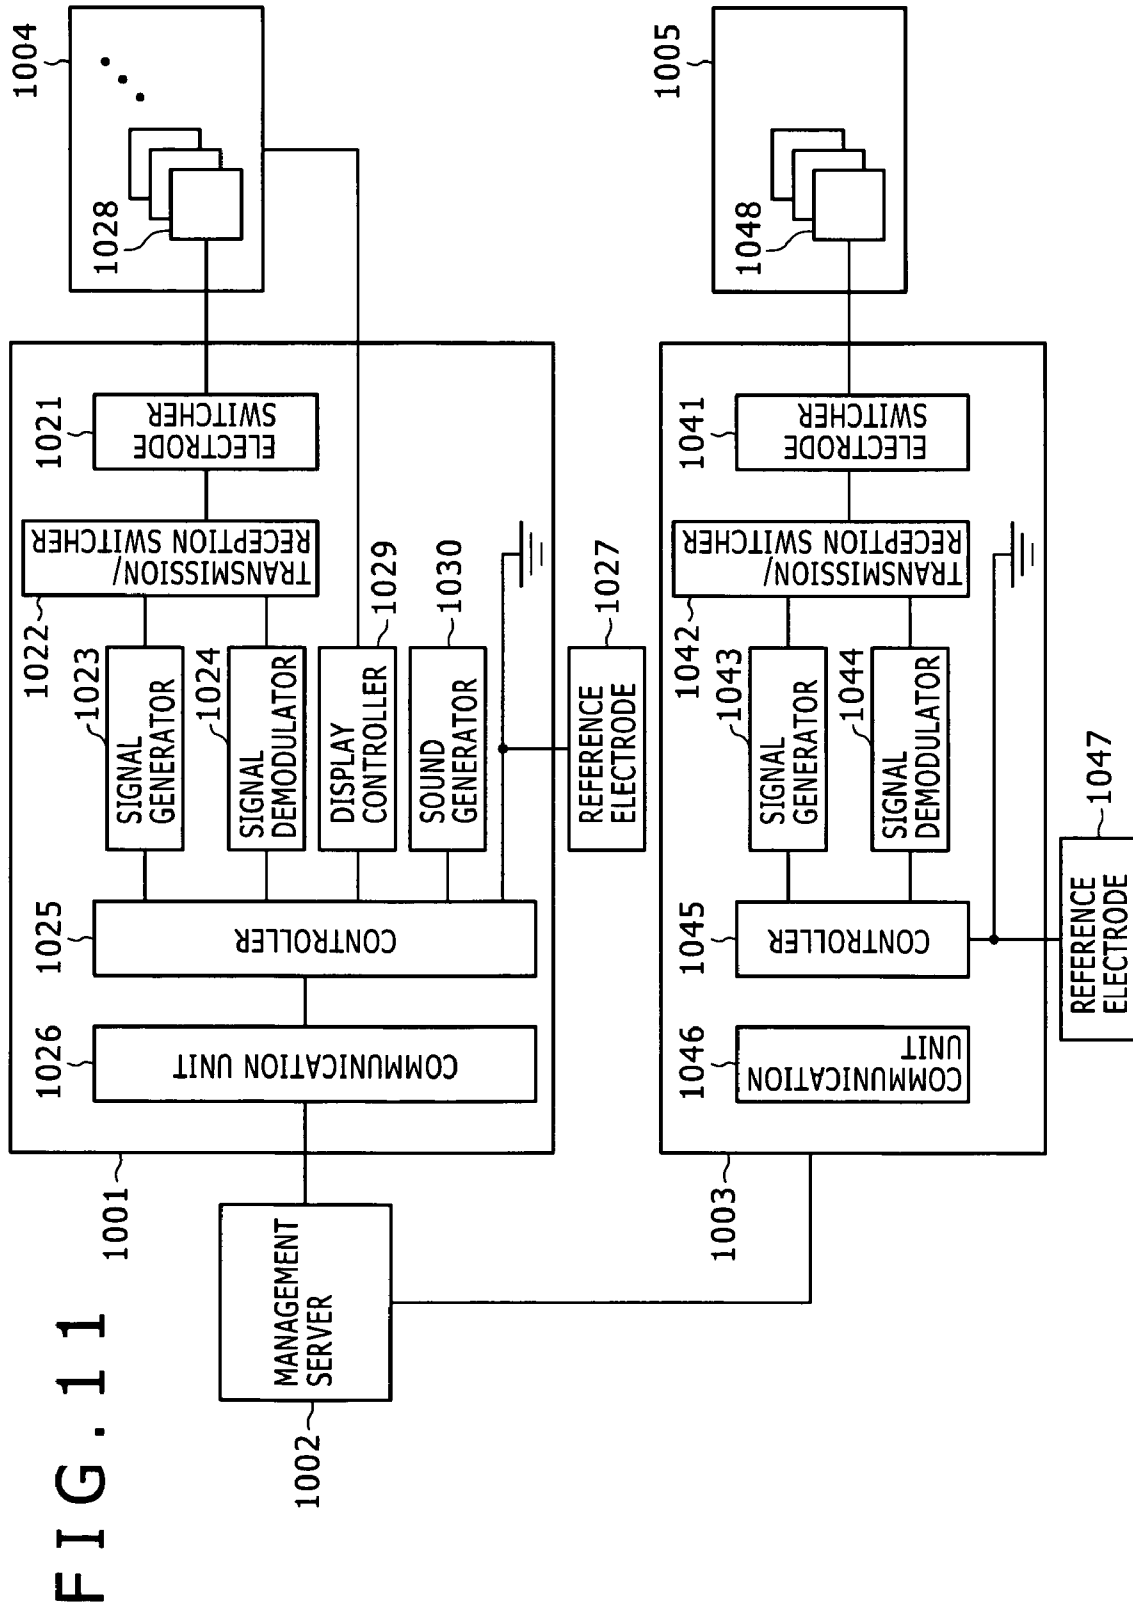 FIG.11
1002
MANAGEMENT
SERVER
1001
1026
COMMUNICATION UNIT
1025
CONTROLLER
1023
SIGNAL
GENERATOR
1024
SIGNAL
DEMODULATOR
DISPLAY
CONTROLLER
1029
SOUND
GENERATOR
1030
1022
TRANSMISSION/
RECEPTION SWITCHER
1021
ELECTRODE
SWITCHER
1004
1028
REFERENCE
ELECTRODE
1027
1003
1046
COMMUNICATION
UNIT
1045
CONTROLLER
1043
SIGNAL
GENERATOR
1044
SIGNAL
DEMODULATOR
1042
TRANSMISSION/
RECEPTION SWITCHER
1041
ELECTRODE
SWITCHER
1005
1048
REFERENCE
ELECTRODE
1047